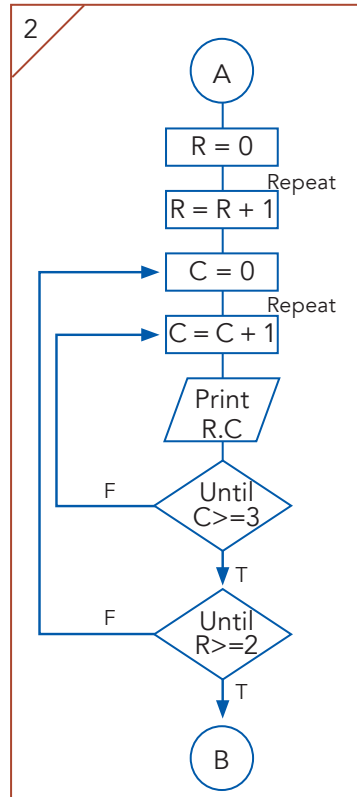 2
A
R = 0
Repeat
R = R + 1
C = 0
Repeat
C = C + 1
Print
R.C
F
Until
C>=3
T
F
Until
R>=2
T
B